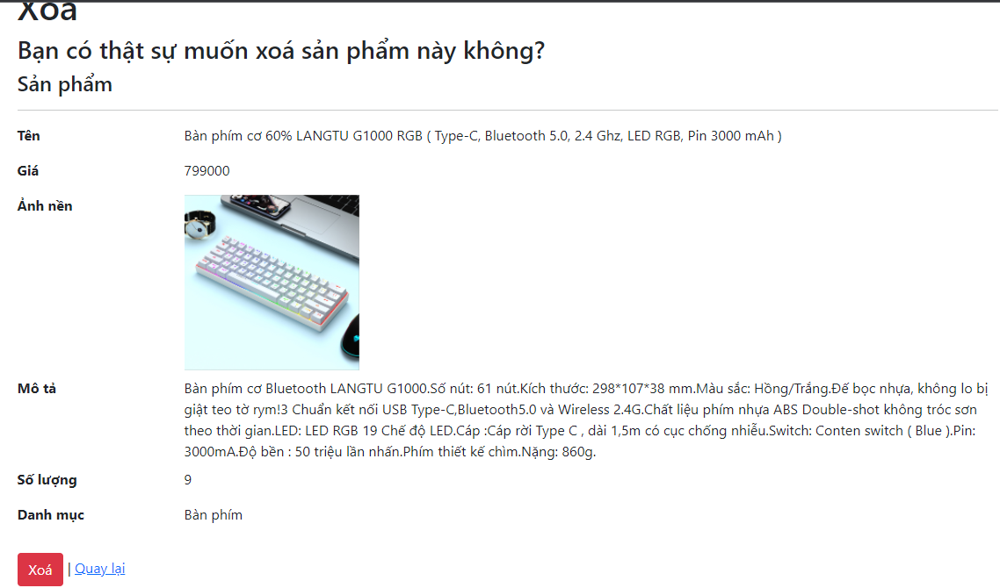 Xoá
Bạn có thật sự muốn xoá sản phẩm này không?
Sản phẩm
Tên
Bàn phím cơ 60% LANGTU G1000 RGB ( Type-C, Bluetooth 5.0, 2.4 Ghz, LED RGB, Pin 3000 mAh )
Giá
799000
Ảnh nền
Mô tả
Bàn phím cơ Bluetooth LANGTU G1000.Số nút: 61 nút.Kích thước: 298*107*38 mm.Màu sắc: Hồng/Trắng.Đế bọc nhựa, không lo bị
giật teo tờ rym!3 Chuẩn kết nối USB Type-C,Bluetooth5.0 và Wireless 2.4G.Chất liệu phím nhựa ABS Double-shot không tróc sơn
theo thời gian.LED: LED RGB 19 Chế độ LED.Cáp :Cáp rời Type C , dài 1,5m có cục chống nhiễu.Switch: Conten switch ( Blue ).Pin:
3000mA.Độ bền : 50 triệu lần nhấn.Phím thiết kế chìm.Nặng: 860g.
Số lượng
9
Danh mục
Bàn phím
Xoá | Quay lại